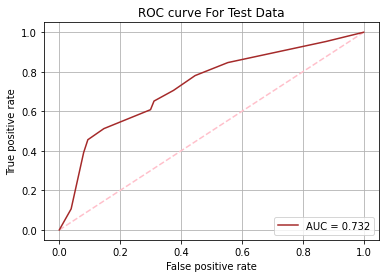 ROC curve For Test Data
True positive rate
1.0
0.8
0.6
0.4
0.2
0.0
0.0 0.2 0.4 0.6 0.8 1.0
False positive rate
AUC = 0.732